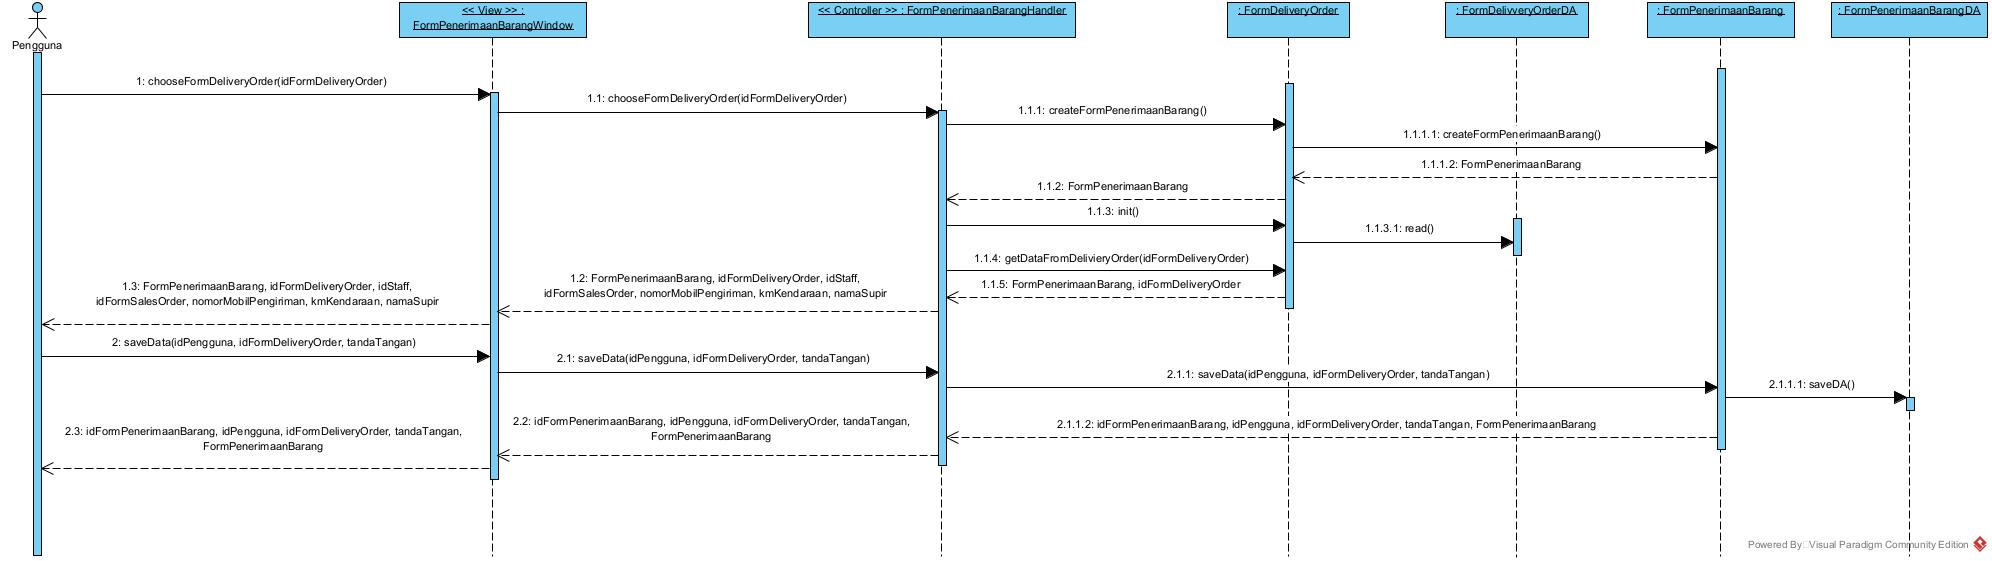 Pengguna
<< View >> :
FormPenerimaanBarangWindow
<< Controller >> : FormPenerimaanBarangHandler
: FormDeliveryOrder
: FormDelivveryOrderDA
: FormPenerimaanBarang
: FormPenerimaanBarangDA
1: chooseFormDeliveryOrder(idFormDeliveryOrder)
1.1: chooseFormDeliveryOrder(idFormDeliveryOrder)
1.1.1: createFormPenerimaanBarang()
1.1.1.1: createFormPenerimaanBarang()
1.1.1.2: FormPenerimaanBarang
1.1.2: FormPenerimaanBarang
1.1.3: init()
1.1.3.1: read()
1.1.4: getDataFromDelivieryOrder(idFormDeliveryOrder)
1.1.5: FormPenerimaanBarang, idFormDeliveryOrder
1.2: FormPenerimaanBarang, idFormDeliveryOrder, idStaff,
idFormSalesOrder, nomorMobilPengiriman, kmKendaraan, namaSupir
1.3: FormPenerimaanBarang, idFormDeliveryOrder, idStaff,
idFormSalesOrder, nomorMobilPengiriman, kmKendaraan, namaSupir
2: saveData(idPengguna, idFormDeliveryOrder, tandaTangan)
2.1: saveData(idPengguna, idFormDeliveryOrder, tandaTangan)
2.1.1: saveData(idPengguna, idFormDeliveryOrder, tandaTangan)
2.1.1.1: saveDA()
2.1.1.2: idFormPenerimaanBarang, idPengguna, idFormDeliveryOrder, tandaTangan, FormPenerimaanBarang
2.2: idFormPenerimaanBarang, idPengguna, idFormDeliveryOrder, tandaTangan,
FormPenerimaanBarang
2.3: idFormPenerimaanBarang, idPengguna, idFormDeliveryOrder, tandaTangan,
FormPenerimaanBarang
Powered By Visual Paradigm Community Edition